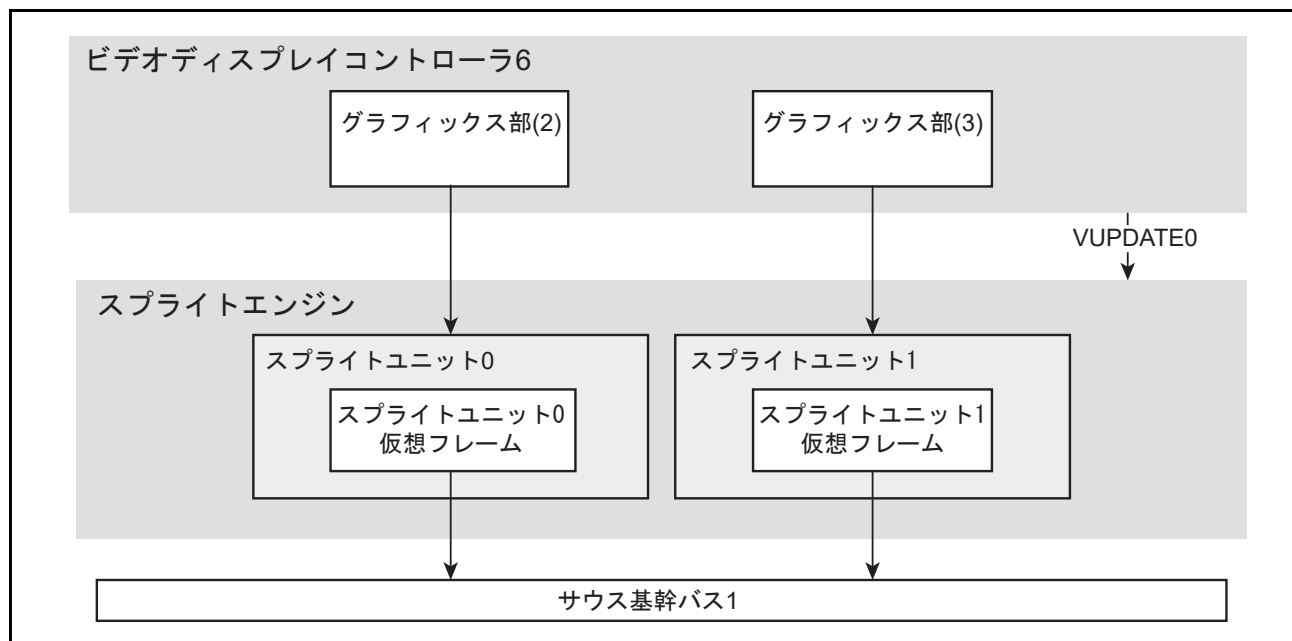 ビデオディスプレイコントローラ6
グラフィックス部(2)
グラフィックス部(3)
VUPDATE0
スプライトエンジン
スプライトユニット0
スプライトユニット0
仮想フレーム
スプライトユニット1
スプライトユニット1
仮想フレーム
サウス基幹バス1